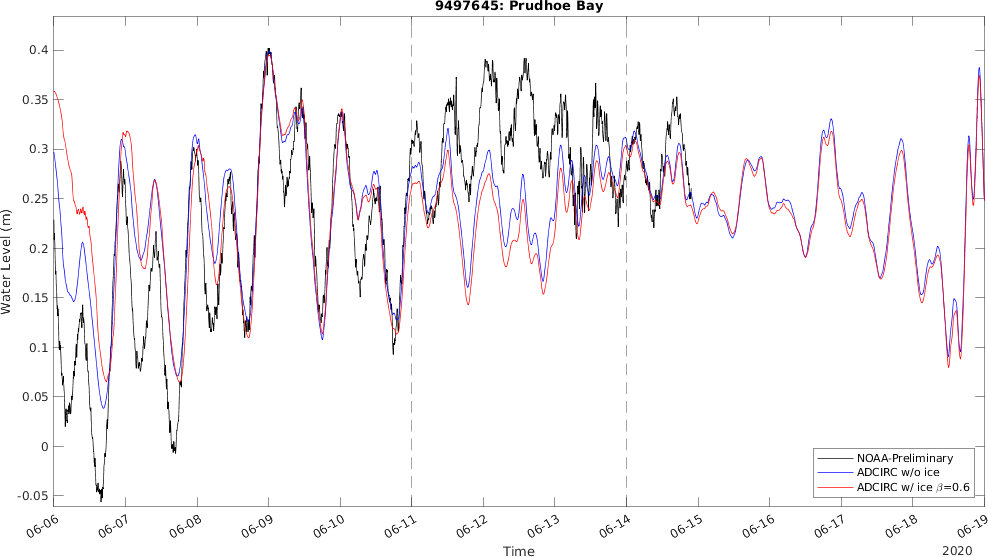 9497645: Prudhoe Bay
Water Level (m)
0.4
0.35
0.3
0.25
0.2
0.15
0.1
0.05
0
-0.05
NOAA-Preliminary
ADCIRC w/o ice
ADCIRC w/ ice β=0.6
06-06 06-07 06-08 06-09 06-10 06-11 06-12 06-13 06-14 06-15 06-16 06-17 06-18 06-19
Time
2020